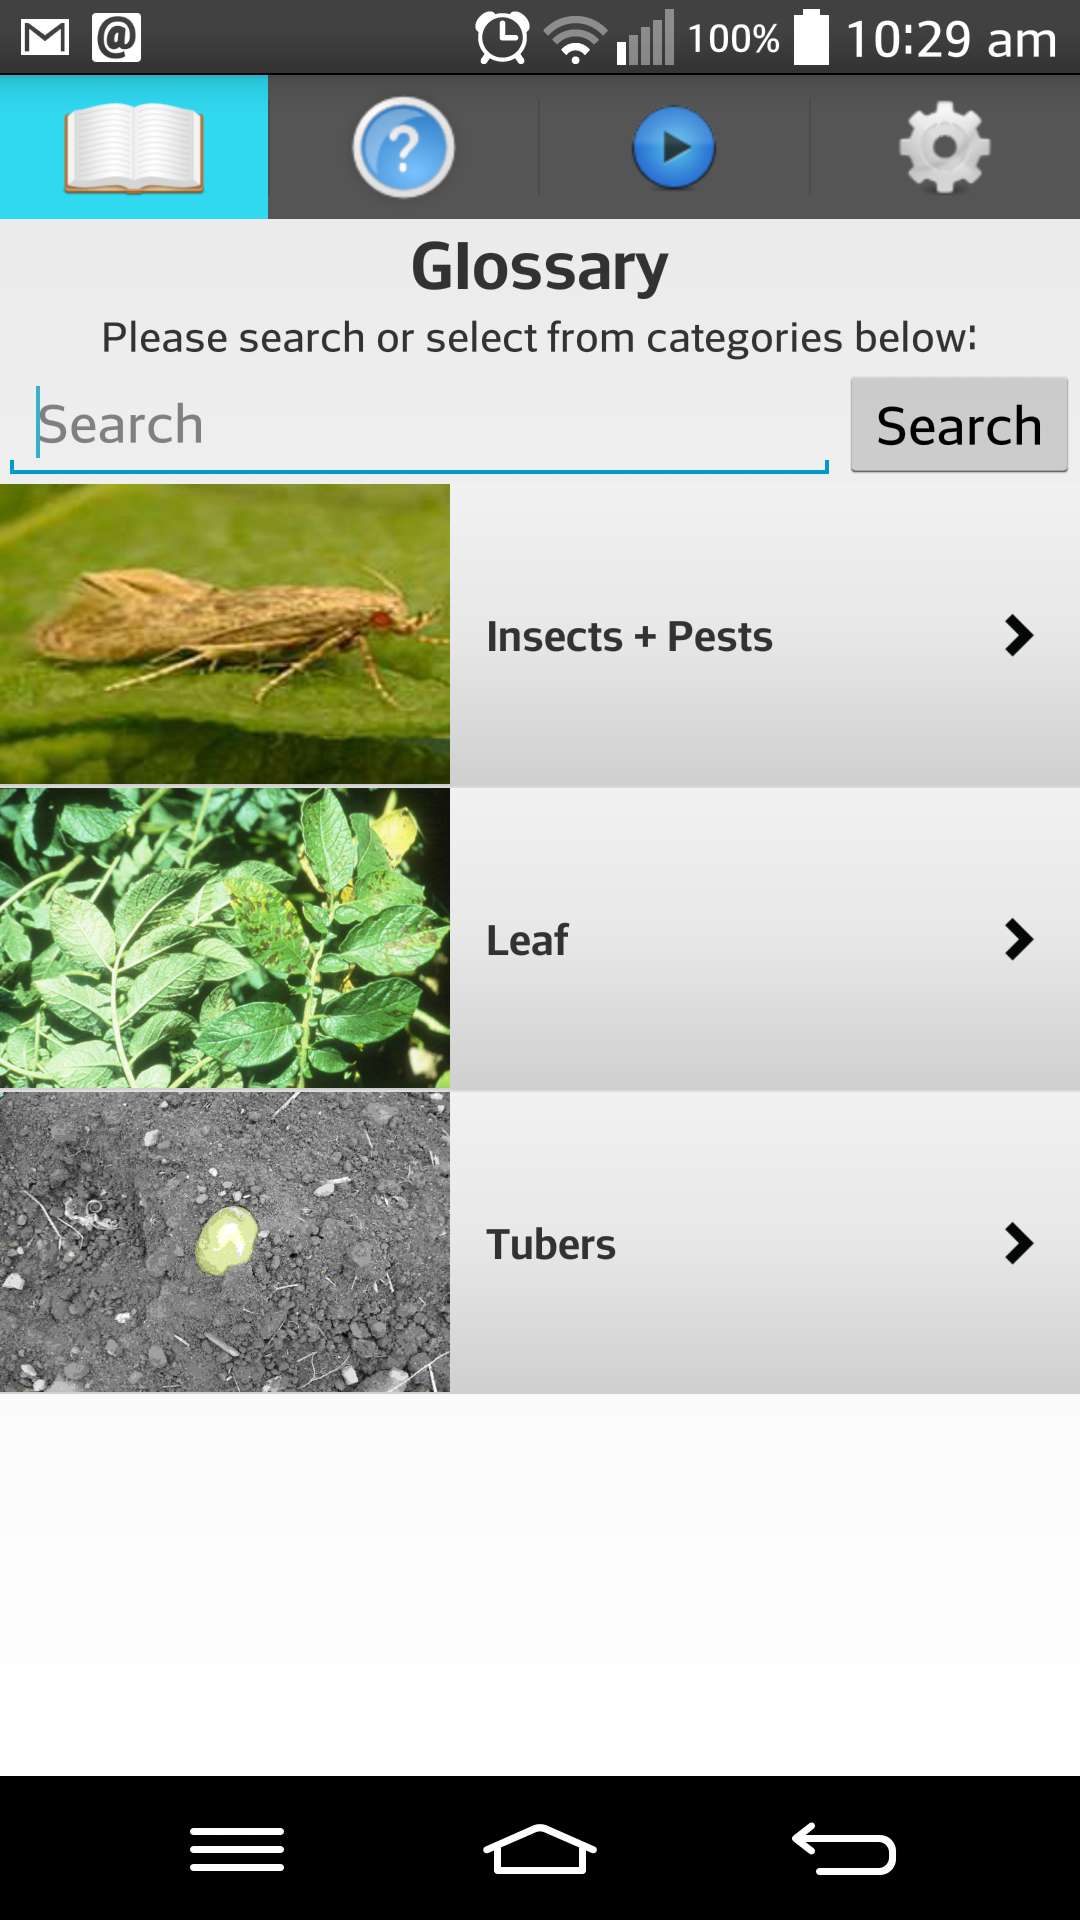 @ 100% 10:29 am
?
Glossary
Please search or select from categories below:
Search Search
Insects + Pests
Leaf
Tubers